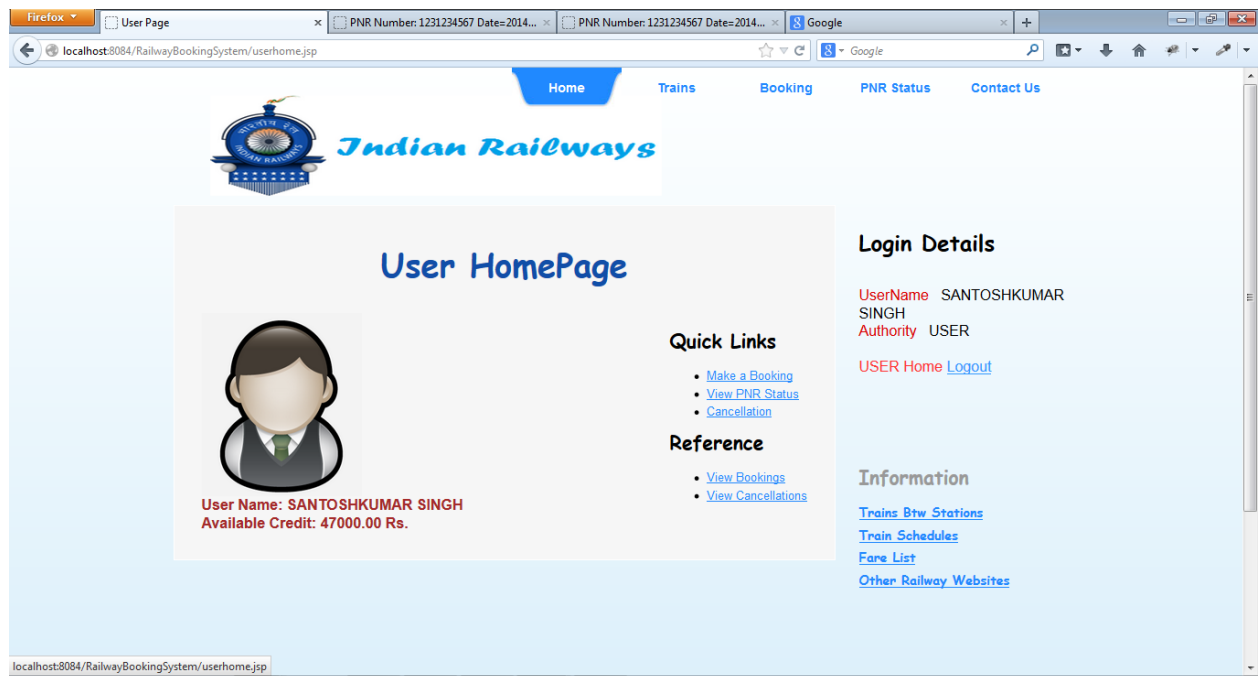 Firefox
User Page
PNR Number: 1231234567 Date=2014...
PNR Number: 1231234567 Date=2014...
Google
localhost:8084/RailwayBookingSystem/userhome.jsp
Google
Home
Trains
Booking
PNR Status
Contact Us
भारतीय रेल
INDIAN RAILWAYS
Indian Railways
User HomePage
User Name: SANTOSHKUMAR SINGH
Available Credit: 47000.00 Rs.
Quick Links
Make a Booking
View PNR Status
Cancellation
Reference
View Bookings
View Cancellations
Login Details
UserName SANTOSHKUMAR
SINGH
Authority USER
USER Home Logout
Information
Trains Btw Stations
Train Schedules
Fare List
Other Railway Websites
localhost:8084/RailwayBookingSystem/userhome.jsp